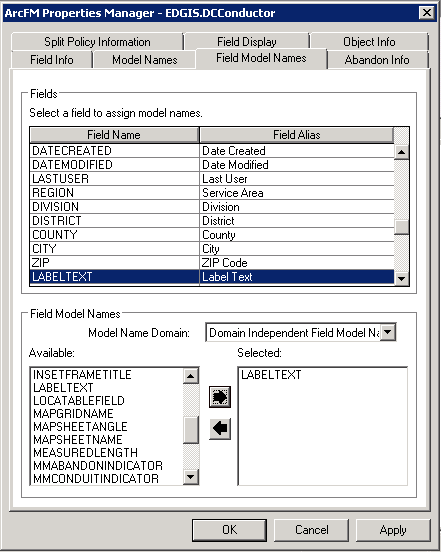 ArcFM Properties Manager - EDGIS.DCConductor
Split Policy Information Field Display Object Info
Field Info Model Names Field Model Names Abandon Info
Fields
Select a field to assign model names.
Field Name Field Alias
DATECREATED Date Created
DATEMODIFIED Date Modified
LASTUSER Last User
REGION Service Area
DIVISION Division
DISTRICT District
COUNTY County
CITY City
ZIP ZIP Code
LABELTEXT Label Text
Field Model Names
Model Name Domain: Domain Independent Field Model Na
Available: Selected:
INSETFRAMETITLE LABELTEXT
LABELTEXT
LOCATABLEFIELD
MAPGRIDNAME
MAPSHEETANGLE
MAPSHEETNAME
MEASUREDLENGTH
MMABANDONINDICATOR
MMCONDUITINDICATOR
OK Cancel Apply